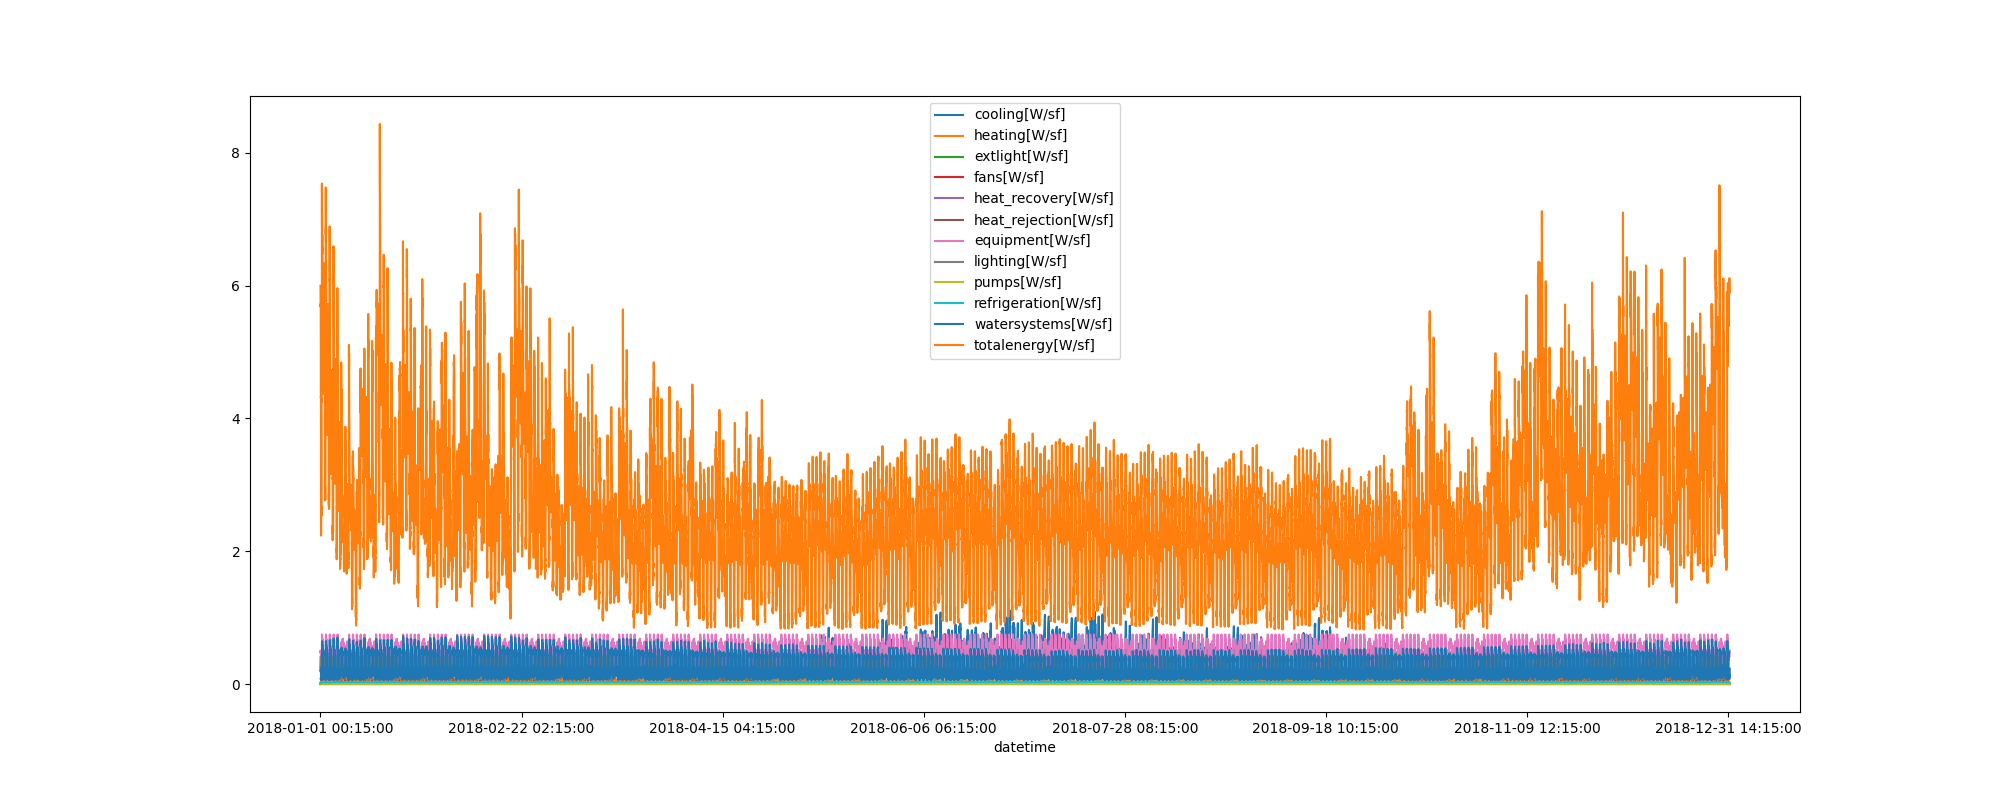 cooling[W/sf]
heating[W/sf]
extlight[W/sf]
fans[W/sf]
heat_recovery[W/sf]
heat_rejection[W/sf]
equipment[W/sf]
lighting[W/sf]
pumps[W/sf]
refrigeration[W/sf]
watersystems[W/sf]
totalenergy[W/sf]
8
6
4
2
0
2018-01-01 00:15:00 2018-02-22 02:15:00 2018-04-15 04:15:00 2018-06-06 06:15:00 2018-07-28 08:15:00 2018-09-18 10:15:00 2018-11-09 12:15:00 2018-12-31 14:15:00
datetime